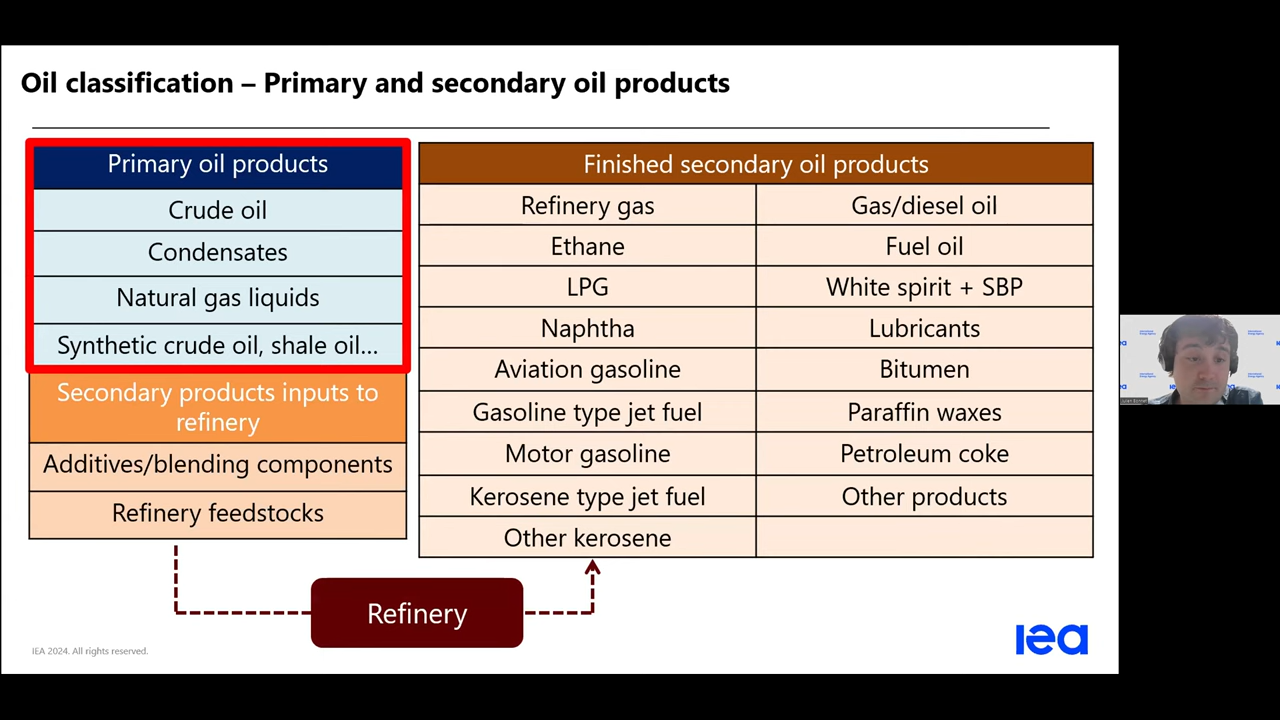 Oil classification – Primary and secondary oil products
Primary oil products
Crude oil
Condensates
Natural gas liquids
Synthetic crude oil, shale oil...
Secondary products inputs to
refinery
Additives/blending components
Refinery feedstocks
Finished secondary oil products
Refinery gas
Gas/diesel oil
Ethane
Fuel oil
LPG
White spirit + SBP
Naphtha
Lubricants
Aviation gasoline
Bitumen
Gasoline type jet fuel
Paraffin waxes
Motor gasoline
Petroleum coke
Kerosene type jet fuel
Other products
Other kerosene
Refinery
IEA 2024. All rights reserved.
iea